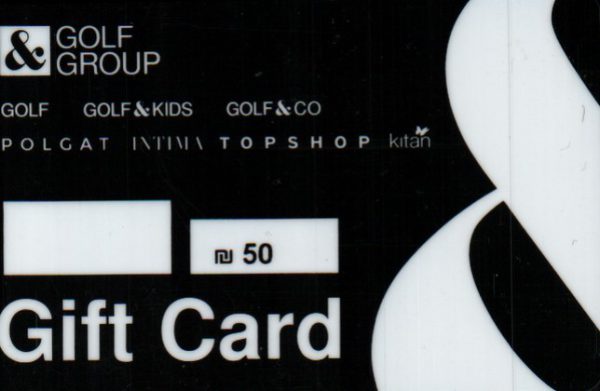 & GOLF
GROUP
GOLF GOLF&KIDS GOLF&CO
POLGAT INTIMA TOPSHOP kitan
₪ 50
Gift Card
&